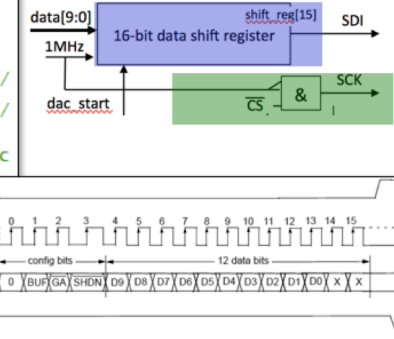 data[9:0]
shift_reg[15]
SDI
16-bit data shift register
1MHz
/
SCK
&
/
dac_start
CS
c
0 1 2 3 4 5 6 7 8 9 10 11 12 13 14 15
config bits 12 data bits
0 BUF GA SHDN D9 D8 D7 D6 D5 D4 D3 D2 D1 D0 X X